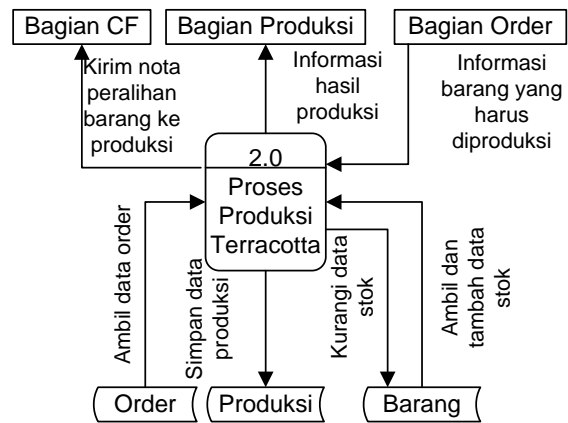 Bagian CF
Bagian Produksi
Bagian Order
Kirim nota
peralihan
barang ke
produksi
Informasi
hasil
produksi
Informasi
barang yang
harus
diproduksi
2.0
Proses
Produksi
Terracotta
Ambil data order
Simpan data
produksi
Kurangi data
stok
Ambil dan
tambah data
stok
Order
Produksi
Barang